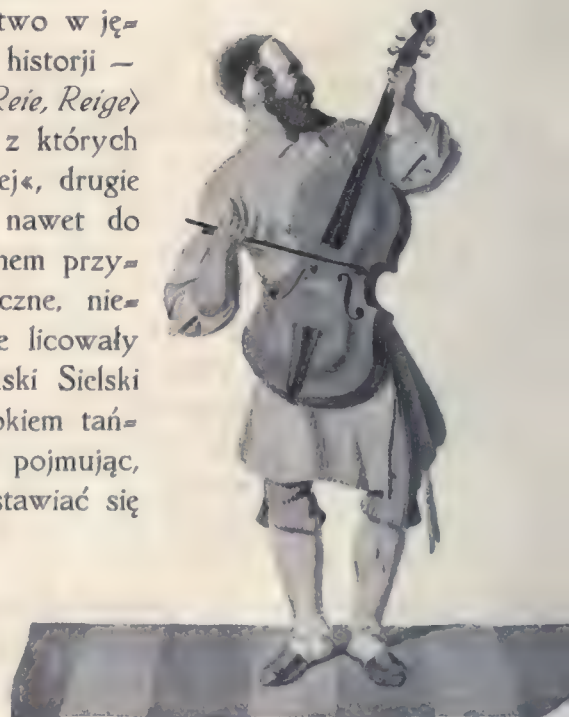 two w ję=
historji —
Reie, Reige)
z których
ej«, drugie
nawet do
nem przy=
czne, nie=
e licowały
ski Sielski
okiem tań=
pojmując,
stawiać się